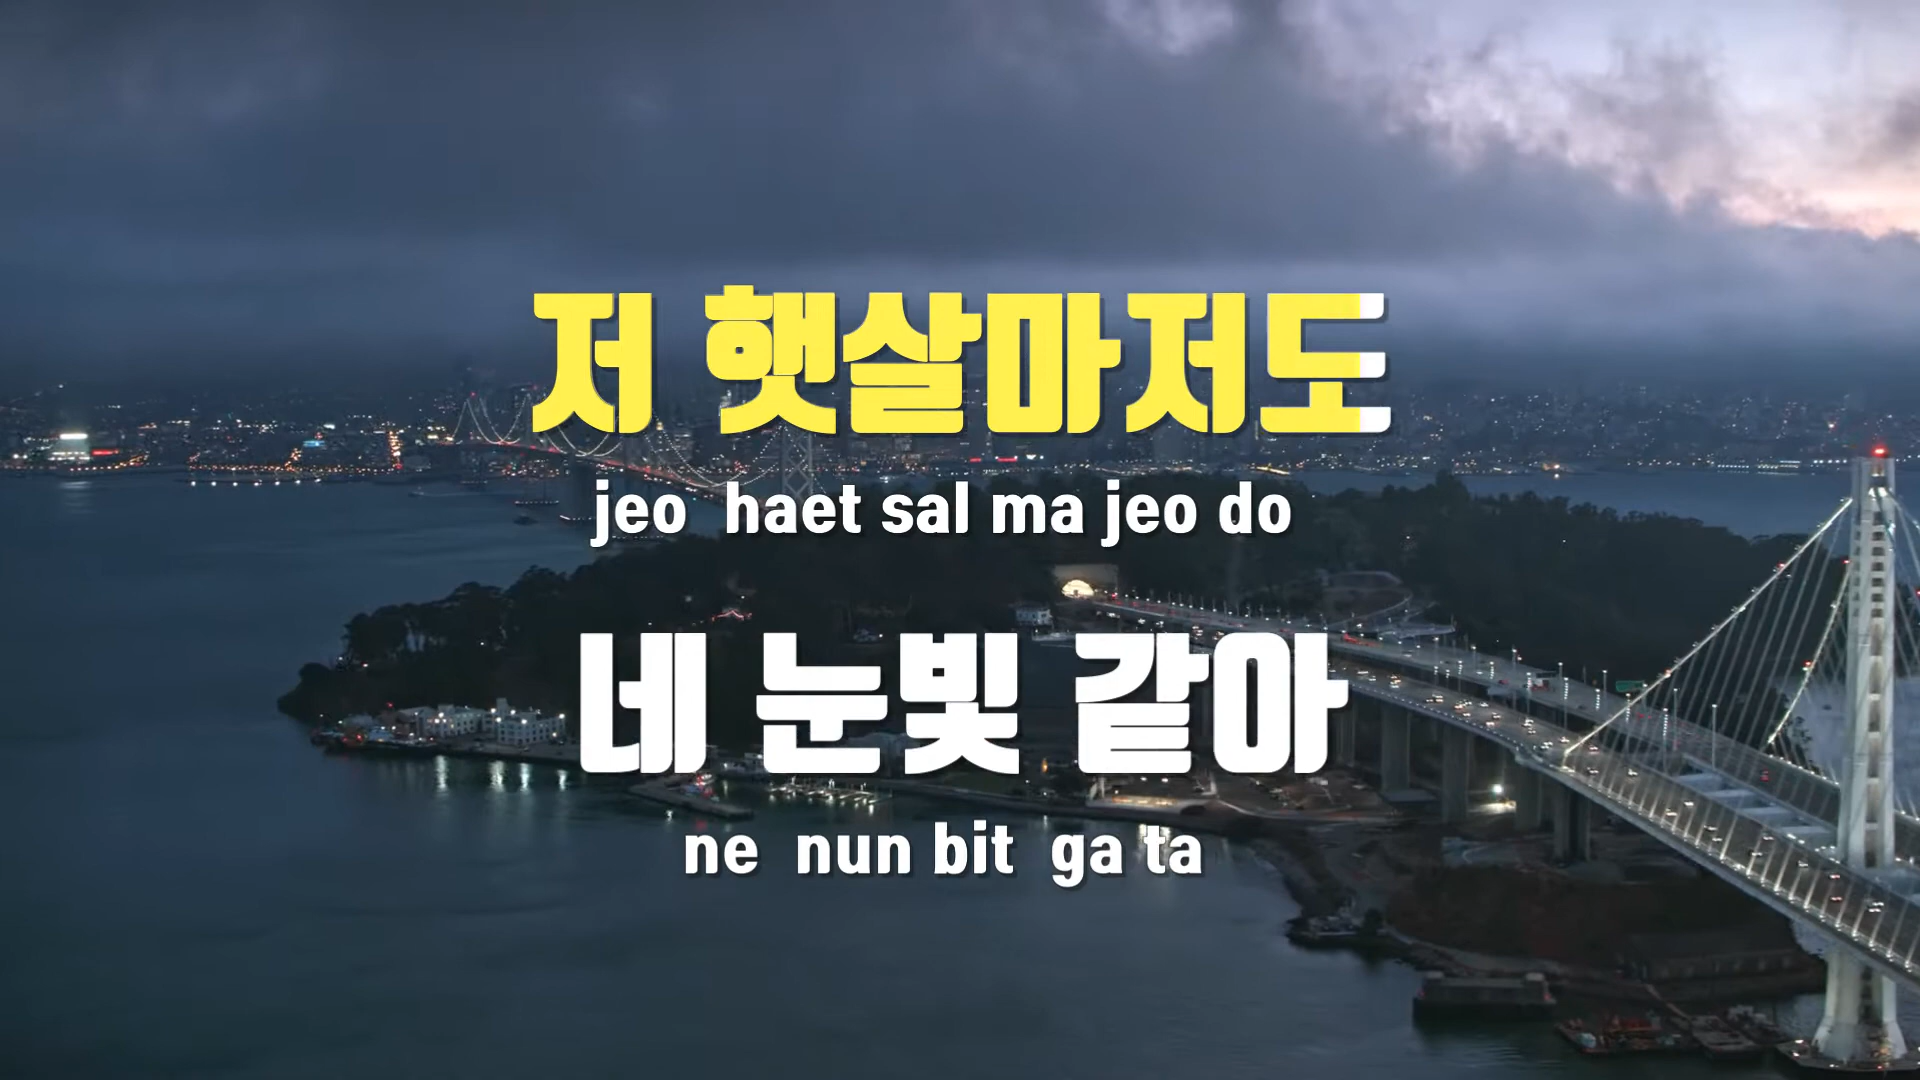 저 햇살마저도
jeo haet sal ma jeo do
네 눈빛 같아
ne nun bit ga ta